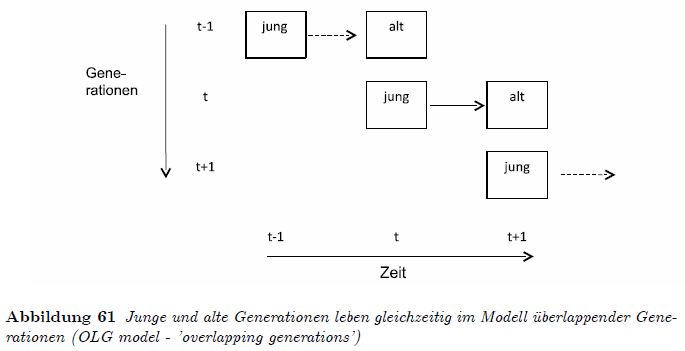 t-1 jung alt
Gene-
rationen
t jung alt
t+1 jung
t-1 t t+1
Zeit
Abbildung 61 Junge und alte Generationen leben gleichzeitig im Modell überlappender Gene-
rationen (OLG model - 'overlapping generations')